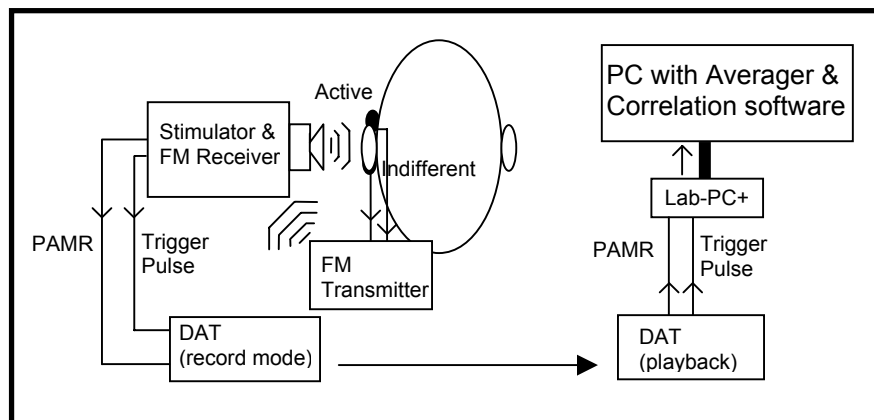 Active
Stimulator &
FM Receiver
Indifferent
PAMR
Trigger
Pulse
FM
Transmitter
DAT
(record mode)
PC with Averager &
Correlation software
Lab-PC+
PAMR
Trigger
Pulse
DAT
(playback)